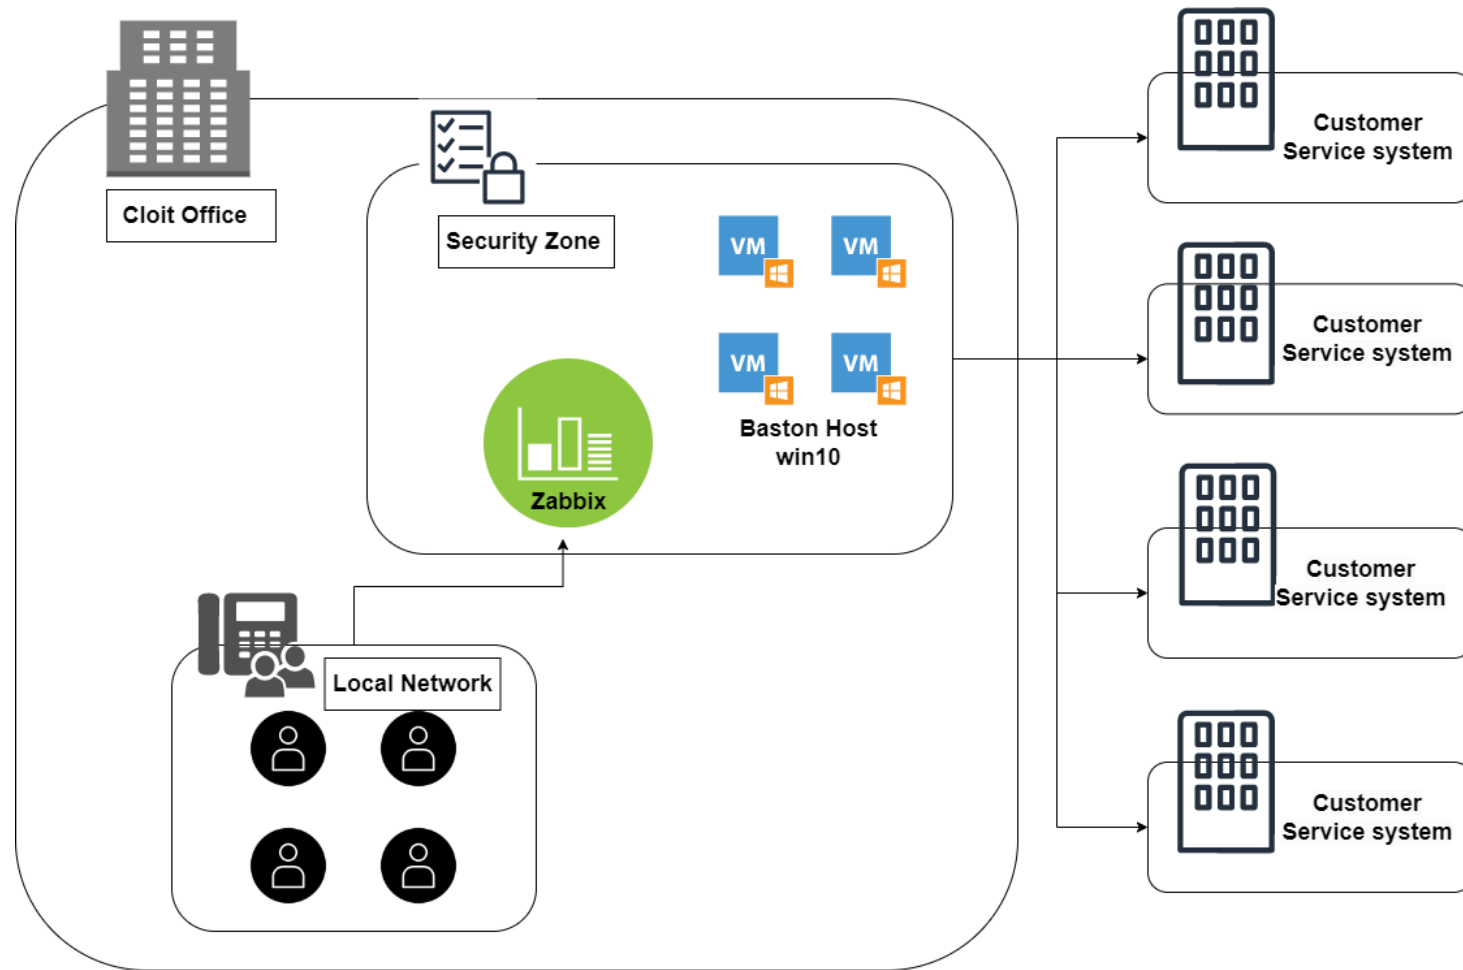 Cloit Office
Security Zone
VM
VM
VM
VM
Baston Host
win10
Zabbix
Local Network
Customer
Service system
Customer
Service system
Customer
Service system
Customer
Service system